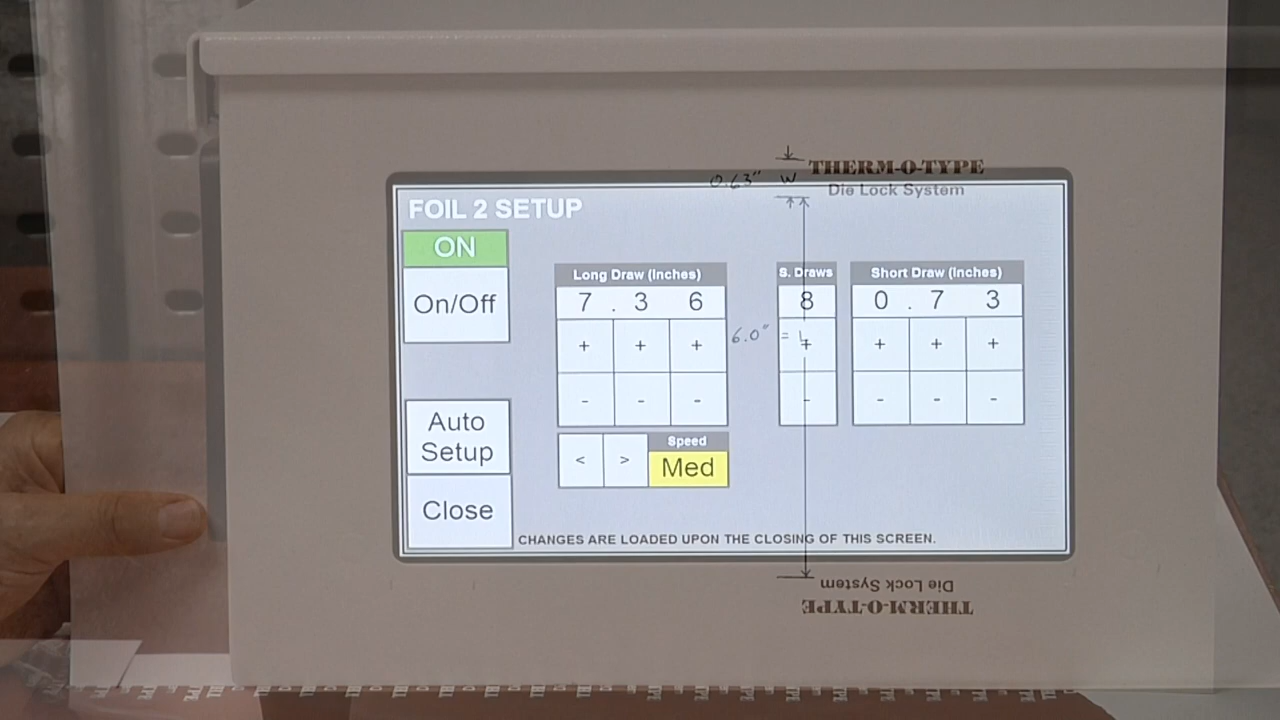 THERM-O-TYPE
0.63" W
Die Lock System
FOIL 2 SETUP
ON
On/Off
Auto
Setup
Close
Long Draw (Inches)
7 . 3 6
+ + +
- - -
< >
Speed
Med
S. Draws
8
+
-
6.0" = L
Short Draw (Inches)
0 . 7 3
+ + +
- - -
CHANGES ARE LOADED UPON THE CLOSING OF THIS SCREEN.
Die Lock System
THERM-O-TYPE